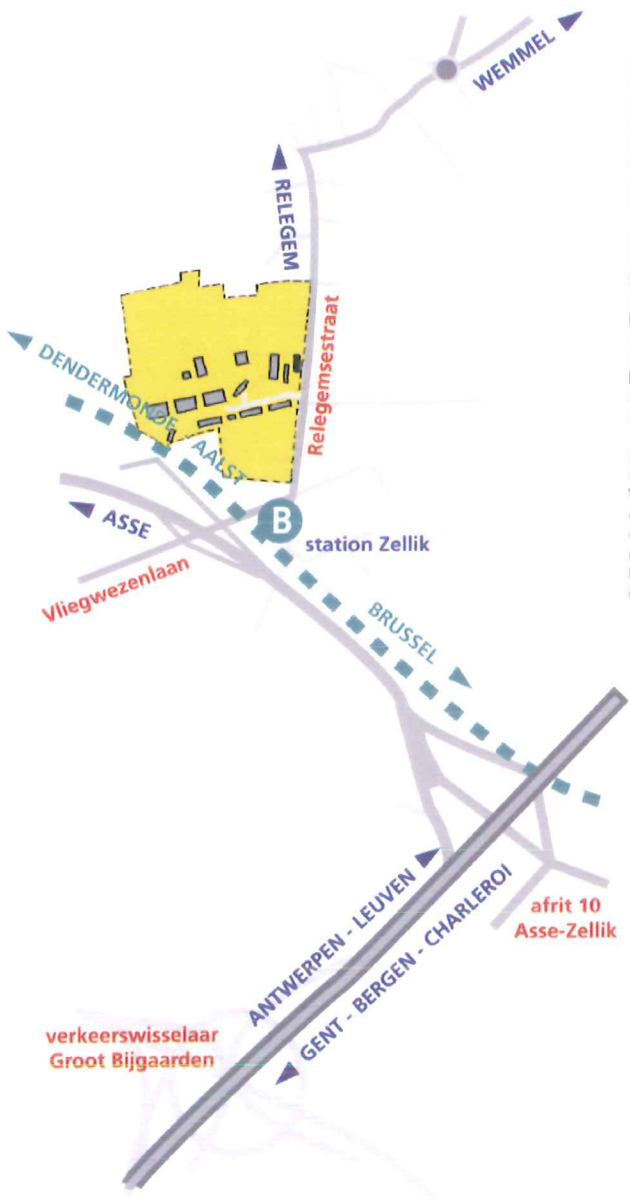 WEMMEL
RELEGEM
Relegemsestraat
DENDERMONDE
AALST
ASSE
B
station Zellik
Vliegwezenlaan
BRUSSEL
ANTWERPEN - LEUVEN
GENT - BERGEN - CHARLEROI
afrit 10
Asse-Zellik
verkeerswisselaar
Groot Bijgaarden